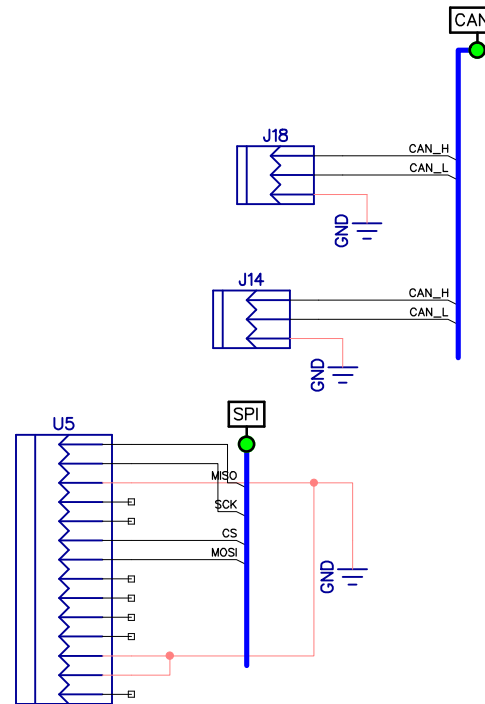 CAN
J18
CAN_H
CAN_L
GND
J14
CAN_H
CAN_L
GND
SPI
U5
MISO
SCK
CS
MOSI
GND